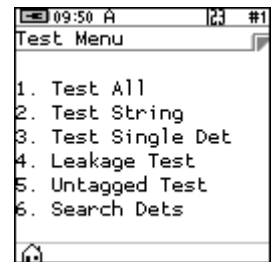 09:50 A 123 #1
Test Menu
1. Test All
2. Test String
3. Test Single Det
4. Leakage Test
5. Untagged Test
6. Search Dets